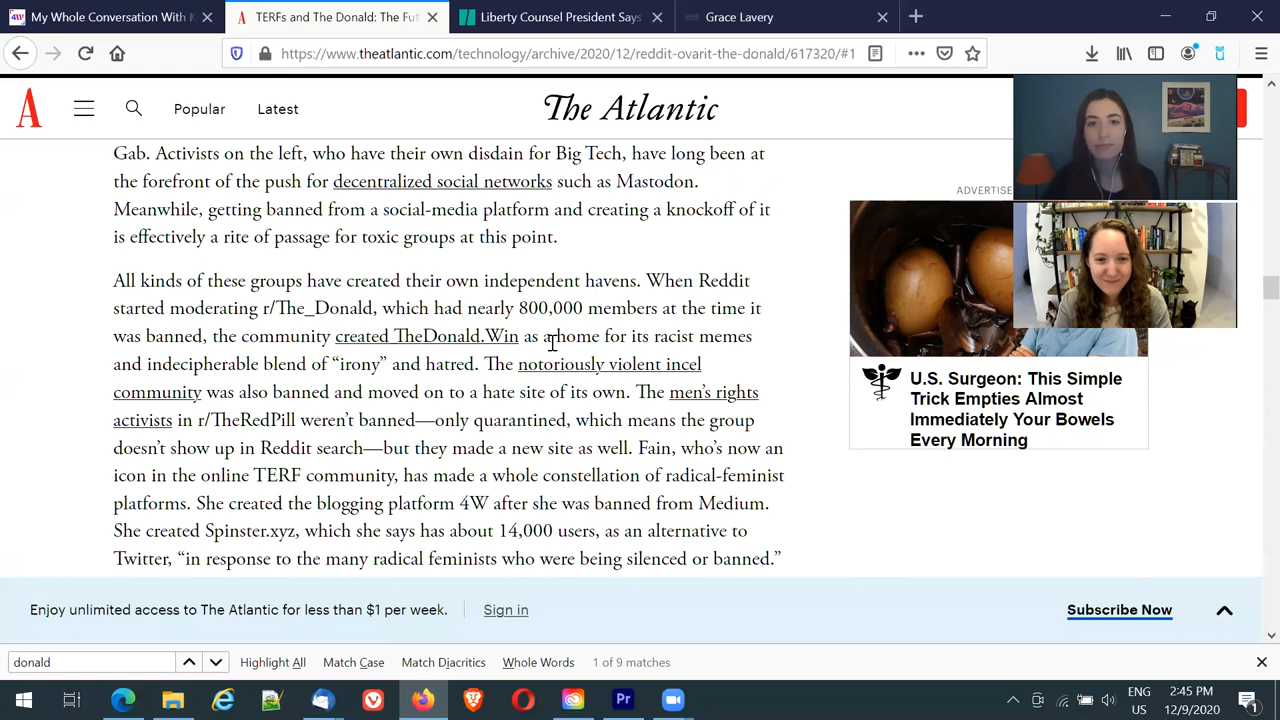 My Whole Conversation With K
TERFs and The Donald: The Fut
Liberty Counsel President Says
Grace Lavery
https://www.theatlantic.com/technology/archive/2020/12/reddit-ovarit-the-donald/617320/#1
Popular
Latest
The Atlantic
Gab. Activists on the left, who have their own disdain for Big Tech, have long been at
the forefront of the push for decentralized social networks such as Mastodon.
Meanwhile, getting banned from a social-media platform and creating a knockoff of it
is effectively a rite of passage for toxic groups at this point.
All kinds of these groups have created their own independent havens. When Reddit
started moderating r/The_Donald, which had nearly 800,000 members at the time it
was banned, the community created TheDonald.Win as a home for its racist memes
and indecipherable blend of “irony” and hatred. The notoriously violent incel
community was also banned and moved on to a hate site of its own. The men’s rights
activists in r/TheRedPill weren’t banned—only quarantined, which means the group
doesn’t show up in Reddit search—but they made a new site as well. Fain, who’s now an
icon in the online TERF community, has made a whole constellation of radical-feminist
platforms. She created the blogging platform 4W after she was banned from Medium.
She created Spinster.xyz, which she says has about 14,000 users, as an alternative to
Twitter, “in response to the many radical feminists who were being silenced or banned.”
ADVERTISE
U.S. Surgeon: This Simple
Trick Empties Almost
Immediately Your Bowels
Every Morning
Enjoy unlimited access to The Atlantic for less than $1 per week.
Sign in
Subscribe Now
donald
Highlight All
Match Case
Match Diacritics
Whole Words
1 of 9 matches
ENG
US
2:45 PM
12/9/2020